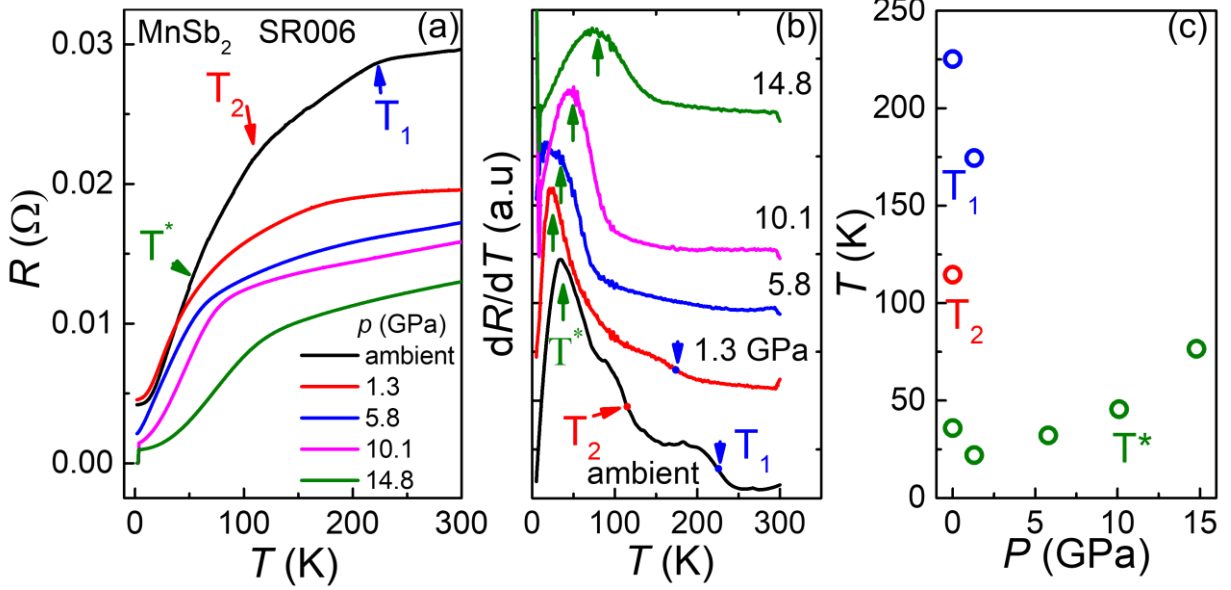 MnSb₂ SR006 (a)
T₂
T₁
T*
R (Ω)
0.03
0.02
0.01
0.00
p (GPa)
ambient
1.3
5.8
10.1
14.8
0 100 200 300
T (K)
(b)
14.8
10.1
5.8
1.3 GPa
T*
T₂
T₁
ambient
dR/dT (a.u)
0 100 200 300
T (K)
(c)
250
200
150
100
50
0
T (K)
T₁
T₂
T*
0 5 10 15
P (GPa)